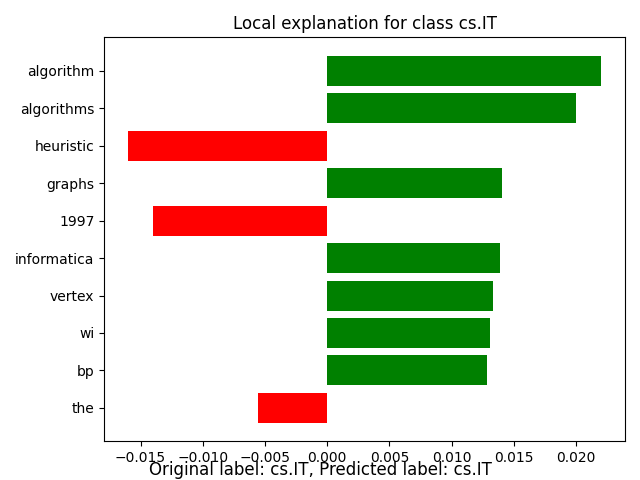 Local explanation for class cs.IT
algorithm
algorithms
heuristic
graphs
1997
informatica
vertex
wi
bp
the
−0.015 −0.010 −0.005 0.000 0.005 0.010 0.015 0.020
Original label: cs.IT, Predicted label: cs.IT